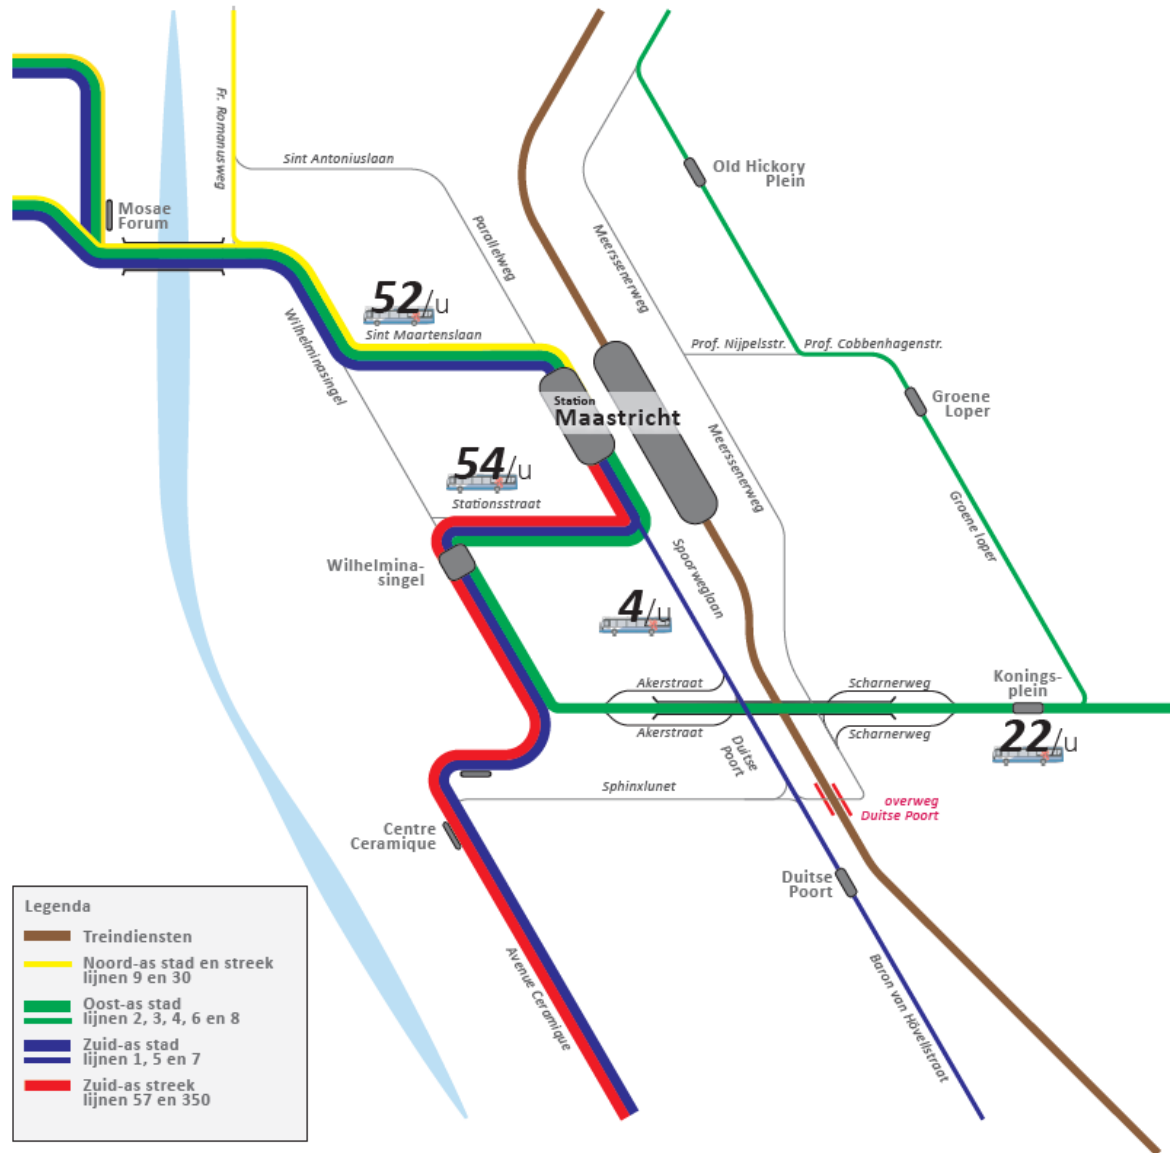 Fr. Romanusweg
Sint Antoniuslaan
Old Hickory
Plein
Mosae
Forum
Parallelweg
Meerssenerweg
52/u
Sint Maartenslaan
Wilhelminasingel
Prof. Nijpelsstr.
Prof. Cobbenhagenstr.
Station
Maastricht
Groene
Loper
Meerssenerweg
54/u
Stationsstraat
Groene loper
Wilhelmina-
singel
Spoorweglaan
4/u
Akerstraat
Scharnerweg
Konings-
plein
Akerstraat
Scharnerweg
22/u
Duitse
Poort
Sphinxlunet
overweg
Duitse Poort
Centre
Ceramique
Duitse
Poort
Avenue Ceramique
Baron van Hövellstraat
Legenda
Treindiensten
Noord-as stad en streek
lijnen 9 en 30
Oost-as stad
lijnen 2, 3, 4, 6 en 8
Zuid-as stad
lijnen 1, 5 en 7
Zuid-as streek
lijnen 57 en 350